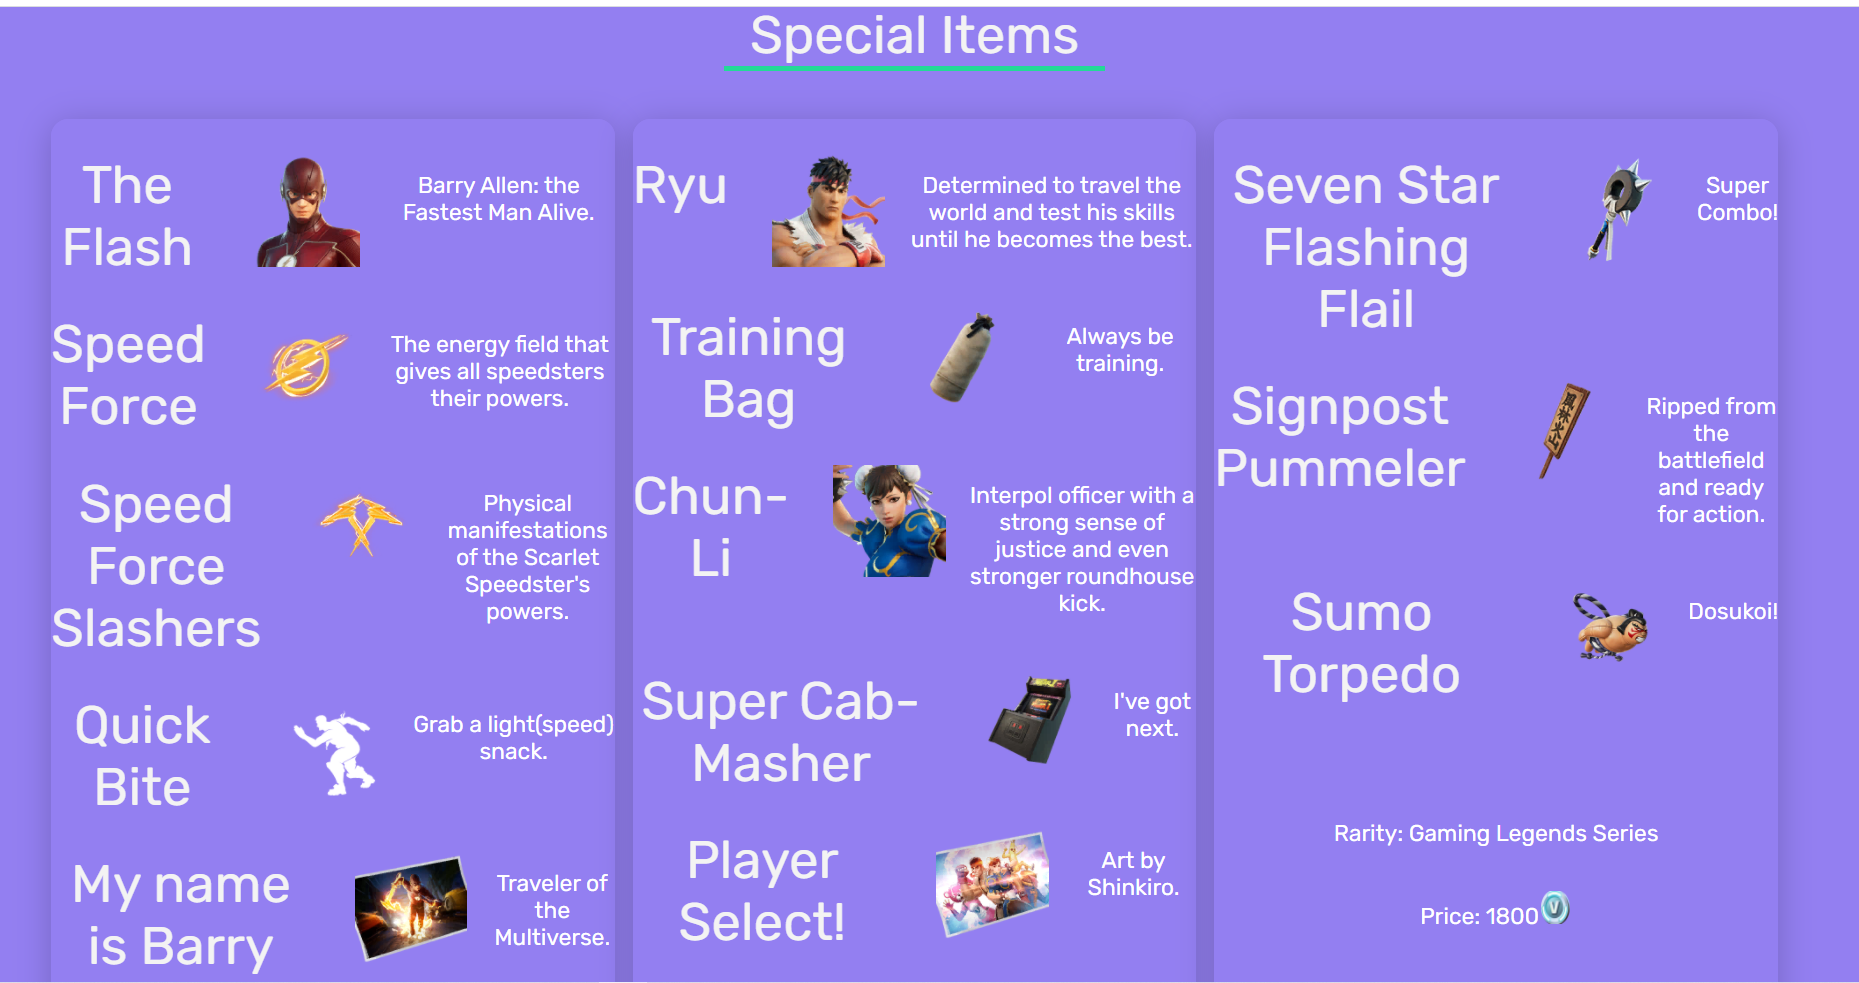 Special Items
The
Flash
Barry Allen: the
Fastest Man Alive.
Speed
Force
The energy field that
gives all speedsters
their powers.
Speed
Force
Slashers
Physical
manifestations
of the Scarlet
Speedster's
powers.
Quick
Bite
Grab a light(speed)
snack.
My name
is Barry
Traveler of
the
Multiverse.
Ryu
Determined to travel the
world and test his skills
until he becomes the best.
Training
Bag
Always be
training.
Chun-
Li
Interpol officer with a
strong sense of
justice and even
stronger roundhouse
kick.
Super Cab-
Masher
I've got
next.
Player
Select!
Art by
Shinkiro.
Seven Star
Flashing
Flail
Super
Combo!
Signpost
Pummeler
風林火山
Ripped from
the
battlefield
and ready
for action.
Sumo
Torpedo
Dosukoi!
Rarity: Gaming Legends Series
Price: 1800
V